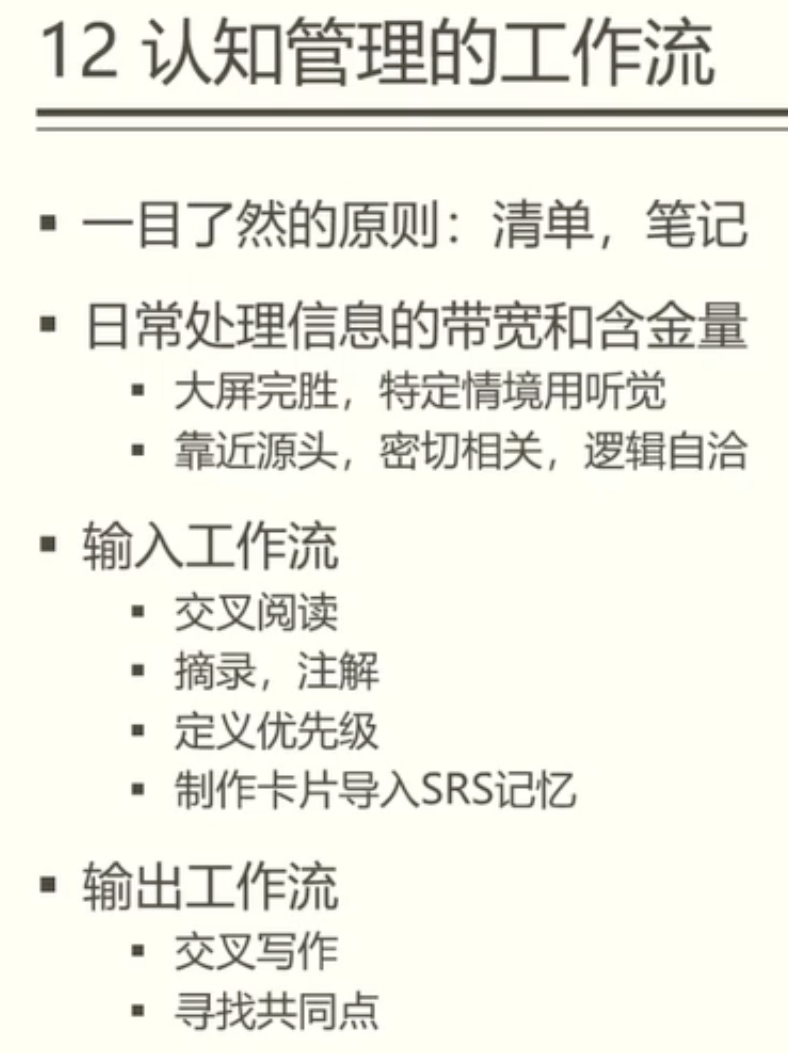 12 认知管理的工作流
▪ 一目了然的原则：清单，笔记
▪ 日常处理信息的带宽和含金量
▪ 大屏完胜，特定情境用听觉
▪ 靠近源头，密切相关，逻辑自洽
▪ 输入工作流
▪ 交叉阅读
▪ 摘录，注解
▪ 定义优先级
▪ 制作卡片导入SRS记忆
▪ 输出工作流
▪ 交叉写作
▪ 寻找共同点